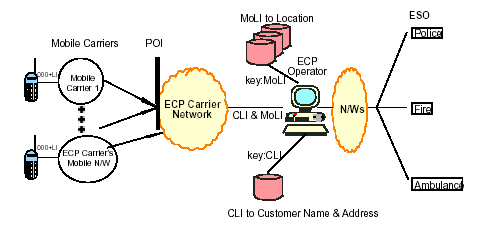 MoLI to Location
ESO
Police
Mobile Carriers
POI
ECP
Operator
key:MoLI
000+LI
Mobile
Carrier 1
ECP Carrier
Network
N/Ws
Fire
CLI & MoLI
000+LI
ECP Carrier's
Mobile N/W
key:CLI
Ambulance
CLI to Customer Name & Address